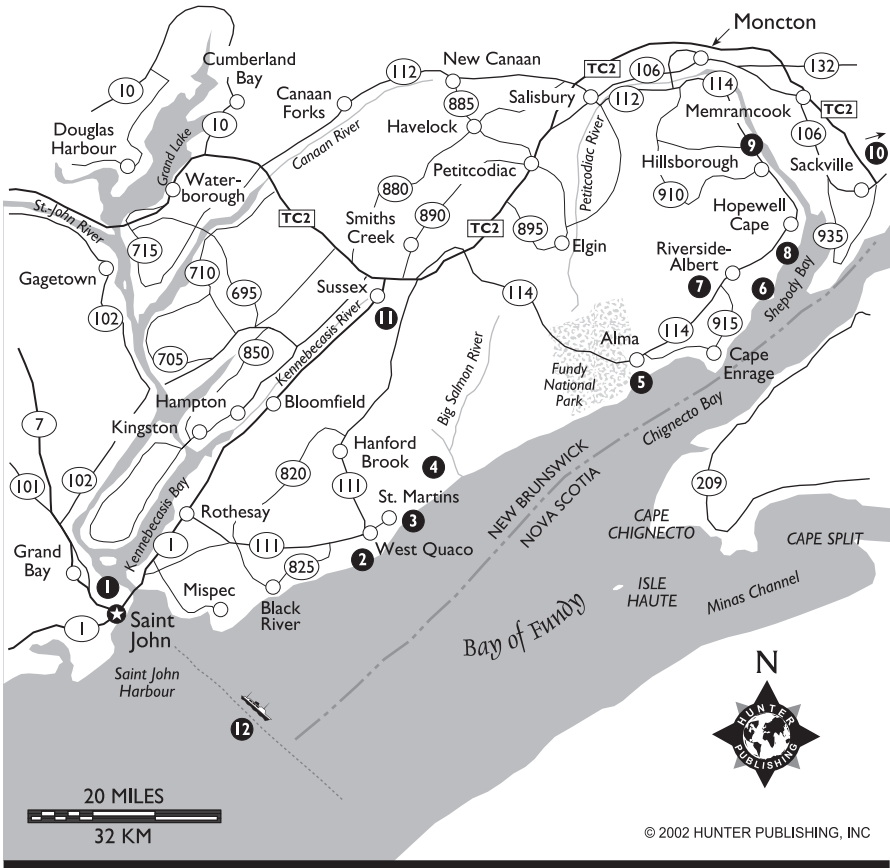 Moncton
Cumberland
Bay
New Canaan
TC2
106
132
10
112
Canaan
Forks
885
Salisbury
112
114
Memramcook
TC2
10
Douglas
Harbour
Grand Lake
Canaan River
Havelock
Petitcodiac River
106
10
9
Petitcodiac
Hillsborough
Sackville
Water-
borough
880
910
St-John River
TC2
Smiths
Creek
890
TC2
895
Elgin
Hopewell
Cape
935
715
710
8
Gagetown
Riverside-
Albert
7
6
Shepody Bay
695
Sussex
11
114
102
Kennebecasis River
705
850
Big Salmon River
Alma
114
915
Fundy
National
Park
5
Cape
Enrage
Hampton
Kingston
Bloomfield
Chignecto Bay
7
Hanford
Brook
4
NEW BRUNSWICK
NOVA SCOTIA
820
101
102
111
St. Martins
3
209
Kennebecasis Bay
Rothesay
CAPE
CHIGNECTO
CAPE SPLIT
1
111
West Quaco
2
Grand
Bay
825
1
Mispec
Black
River
ISLE
HAUTE
Minas Channel
Saint
John
1
Bay of Fundy
Saint John
Harbour
N
12
HUNTER
PUBLISHING
20 MILES
32 KM
© 2002 HUNTER PUBLISHING, INC